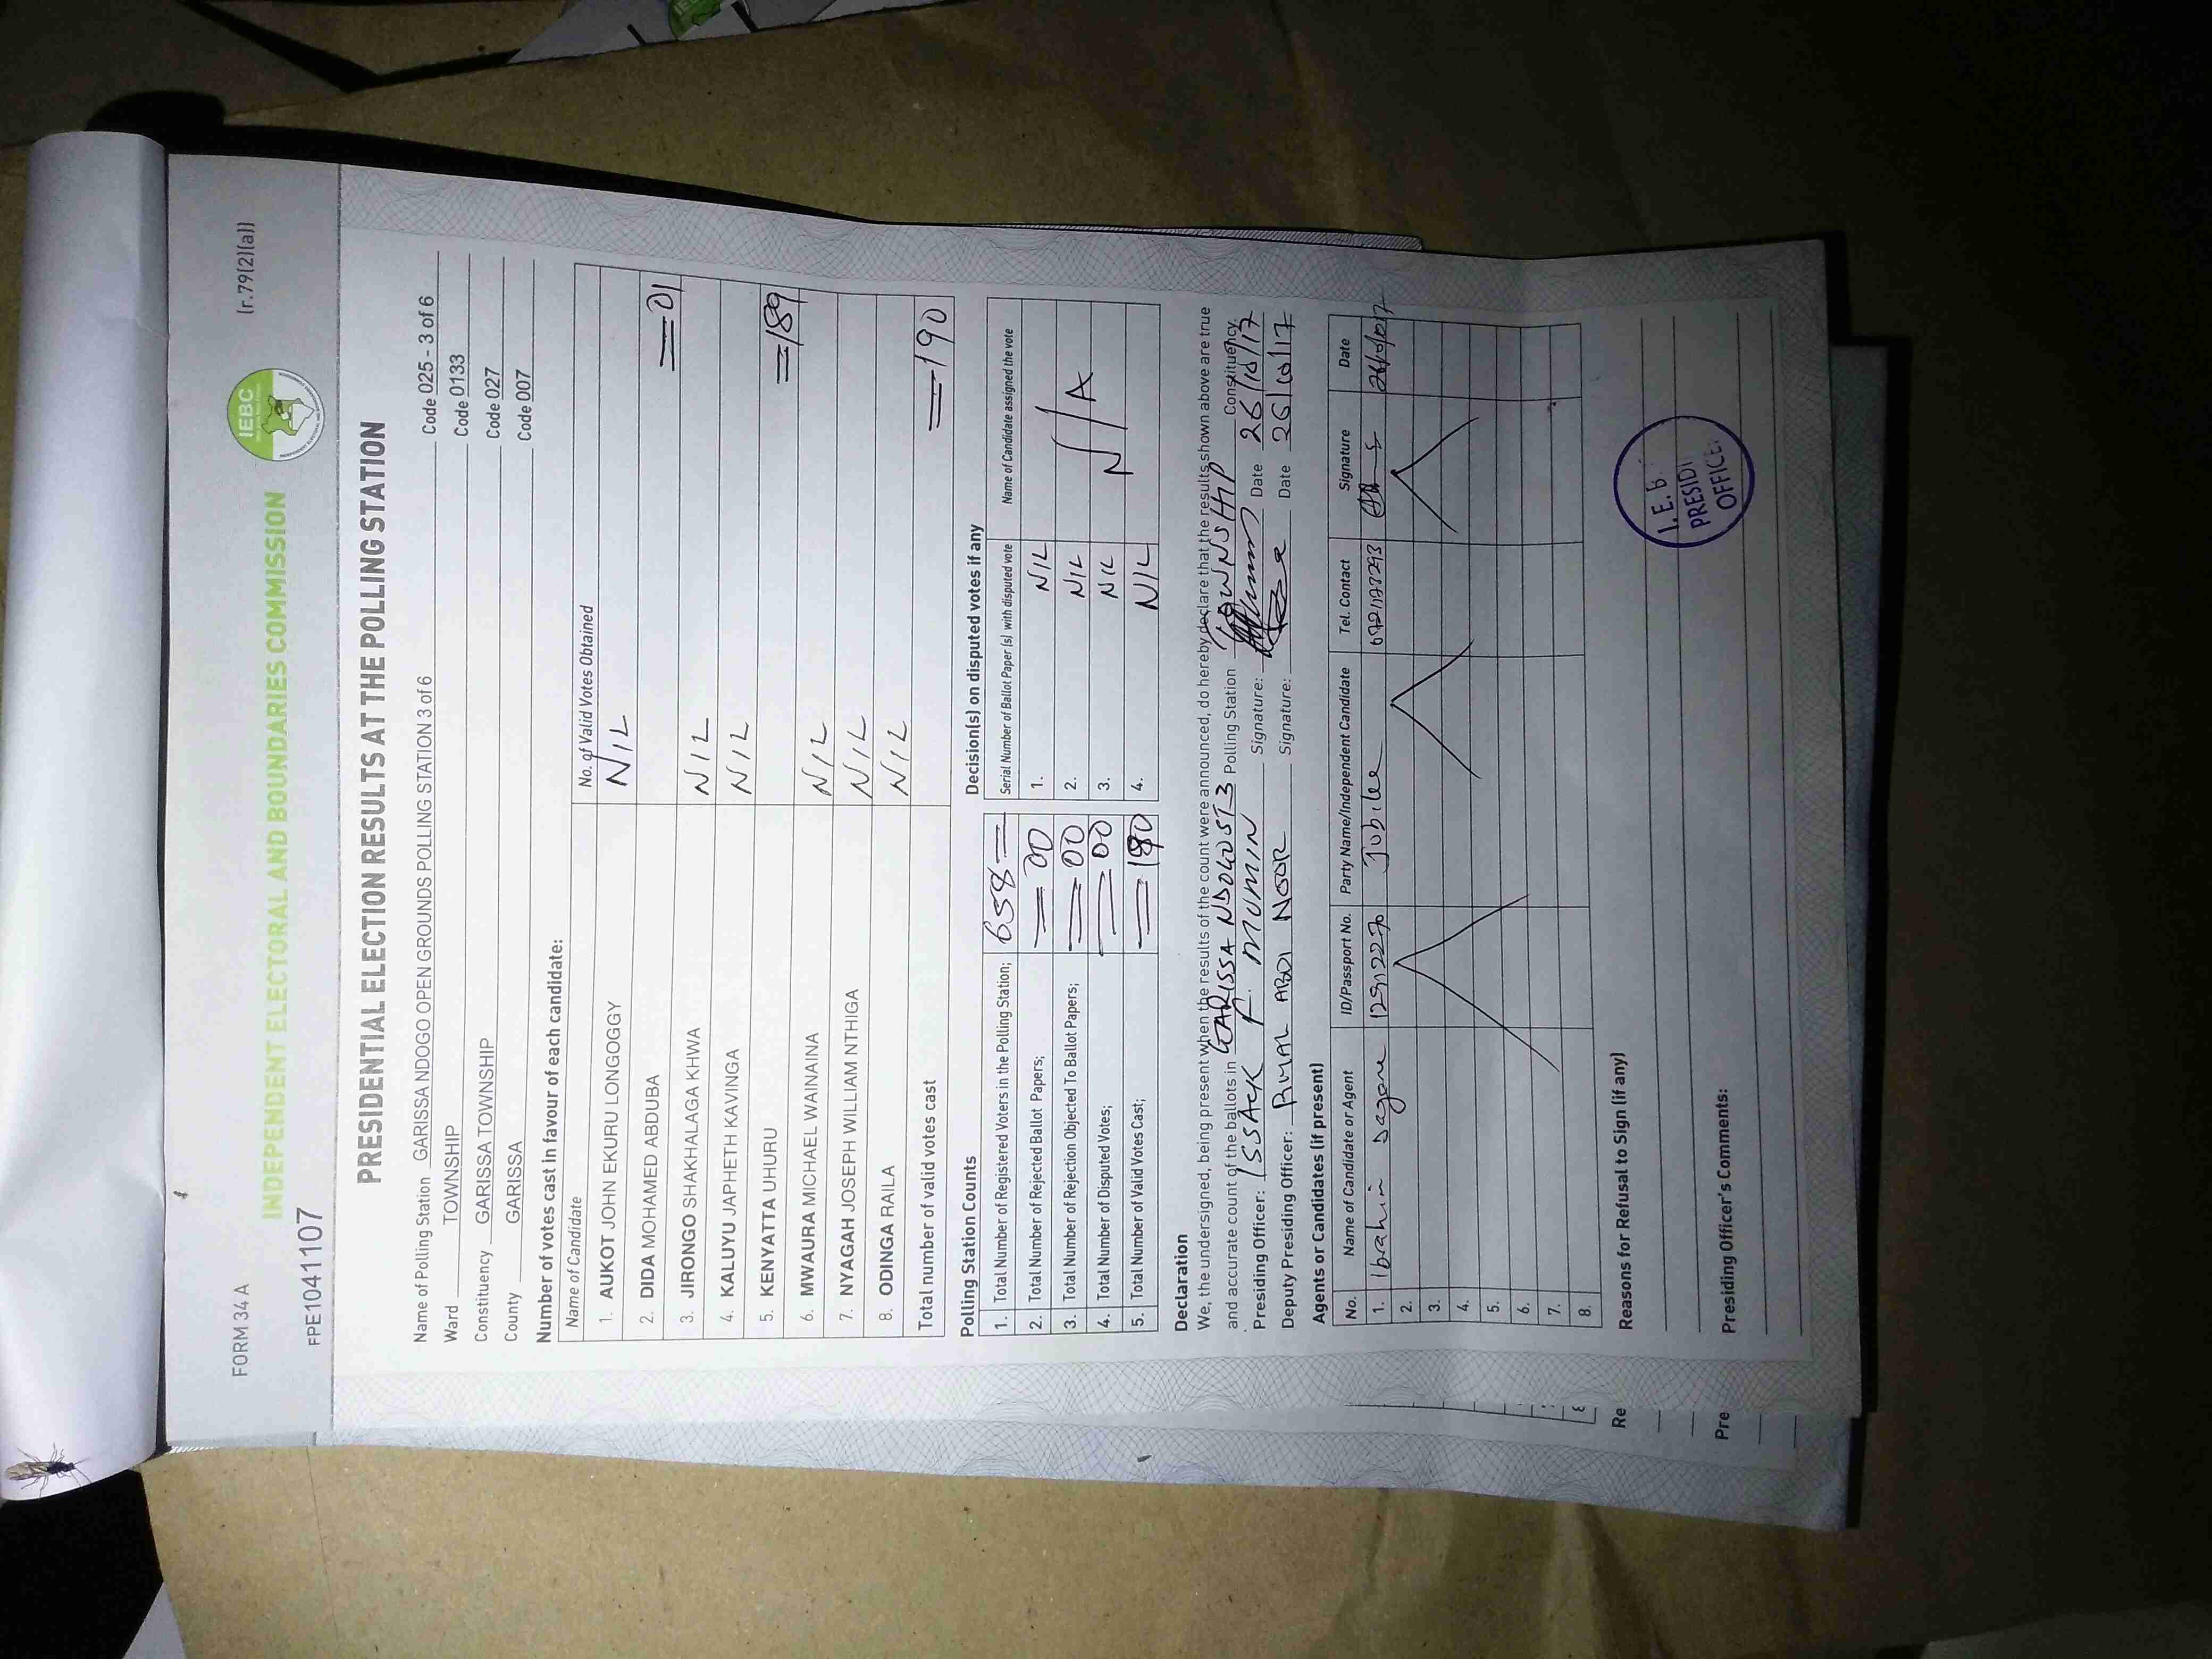 FORM 34 A
(r.79(2)(a))
IEBC
INDEPENDENT ELECTORAL AND BOUNDARIES COMMISSION
FPE1041107
PRESIDENTIAL ELECTION RESULTS AT THE POLLING STATION
Name of Polling Station GARISSA NDOGO OPEN GROUNDS POLLING STATION 3 of 6 Code 025 - 3 of 6
Ward TOWNSHIP Code 0133
Constituency GARISSA TOWNSHIP Code 027
County GARISSA Code 007
Number of votes cast in favour of each candidate:
Name of Candidate No. of Valid Votes Obtained
1. AUKOT JOHN EKURU LONGOGGY NIL
2. DIDA MOHAMED ABDUBA =01
3. JIRONGO SHAKHALAGA KHWA NIL
4. KALUYU JAPHETH KAVINGA NIL
5. KENYATTA UHURU =189
6. MWAURA MICHAEL WAINAINA NIL
7. NYAGAH JOSEPH WILLIAM NTHIGA NIL
8. ODINGA RAILA NIL
Total number of valid votes cast =190
Polling Station Counts
1. Total Number of Registered Voters in the Polling Station; 658=
2. Total Number of Rejected Ballot Papers; =00
3. Total Number of Rejection Objected To Ballot Papers; =00
4. Total Number of Disputed Votes; =00
5. Total Number of Valid Votes Cast; =190
Decision(s) on disputed votes if any
Serial Number of Ballot Paper (s) with disputed vote Name of Candidate assigned the vote
1. NIL
2. NIL
3. NIL
4. NIL
N/A
Declaration
We, the undersigned, being present when the results of the count were announced, do hereby declare that the results shown above are true
and accurate count of the ballots in GARISSA NDOGO ST 3 Polling Station TOWNSHIP Constituency.
Presiding Officer: ISSACK F. MUMIN Signature: Date 26/10/17
Deputy Presiding Officer: ABDI NOOR Signature: Date 26/10/17
Agents or Candidates (if present)
No. Name of Candidate or Agent ID/Passport No. Party Name/Independent Candidate Tel. Contact Signature Date
1. Ibrahim Jubilee
2.
3.
4.
5.
6.
7.
8.
Reasons for Refusal to Sign (if any)
Presiding Officer's Comments:
I.E.B.
PRESIDI
OFFICE
Re
Pre